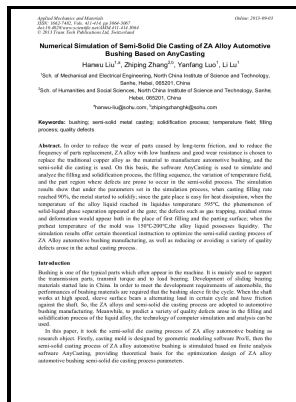 Applied Mechanics and Materials
ISSN: 1662-7482, Vols. 411-414, pp 3064-3067
© 2013 Trans Tech Publications Ltd, Switzerland
Online: 2013-09-03
Numerical Simulation of Semi-Solid Die Casting of ZA Alloy Automotive
Bushing Based on AnyCasting
Hanwu Liu1,a, Zhiping Zhang2,b, Yanfang Luo1, Li Lu1
1Sch. of Mechanical and Electrical Engineering, North China Institute of Science and Technology,
Sanhe, Hebei, 065201, China
2Sch. of Humanities and Social Sciences, North China Institute of Science and Technology, Sanhe,
Hebei, 065201, China
ahanwu-liu@sohu.com, bzhipingzhanghk@sohu.com
Keywords: bushing; semi-solid metal casting; solidification process; temperature field; filling
process; quality defects
Abstract. In order to reduce the wear of parts caused by long-term friction, and to reduce the
frequency of parts replacement, ZA alloy with low hardness and good wear resistance is chosen to
replace the traditional copper alloy as the material to manufacture automotive bushing, and the
semi-solid die casting is used. On this basis, the software AnyCasting is used to simulate and
analyze the filling and solidification process, the filling sequence, the variation of temperature field,
and the part region where defects are prone to occur in the semi-solid process. The simulation
results show that under the parameters set in the simulation process, when casting filling rate
reached 90%, the metal started to solidify; since the gate place is easy for heat dissipation, when the
temperature of the alloy liquid reached its liquidus temperature 595℃, the phenomenon of
solid-liquid phase separation appeared at the gate; the defects such as gas trapping, residual stress
and deformation would appear both in the place of first filling and the parting surface; when the
preheat temperature of the mold was 150℃-200℃,the alloy liquid possesses liquidity. The
simulation results offer certain theoretical instruction to optimize the semi-solid casting process of
ZA Alloy automotive bushing manufacturing, as well as reducing or avoiding a variety of quality
defects arose in the actual casting process.
Introduction
Bushing is one of the typical parts which often appear in the machine. It is mainly used to support
the transmission parts, transmit torque and to load bearing. Development of sliding bearing
materials started late in China. In order to meet the development requirements of automobile, the
performances of bushing materials are required that the bushing sleeve fit the cycle. When the shaft
works at high speed, sleeve surface bears a alternating load in certain cycle and have friction
against the shaft. So, the ZA alloys and semi-solid die casting process are adopted to automotive
bushing manufacturing. Meanwhile, to predict a variety of quality defects arose in the filling and
solidification process of the liquid alloy, the technology of computer simulation and analysis can be
used.
In this paper, it took the semi-solid die casting process of ZA alloy automotive bushing as
research object. Firstly, casting mold is designed by geometric modeling software Pro/E, then the
semi-solid casting process of ZA alloy automotive bushing is stimulated based on finite analysis
software AnyCasting, providing theoretical basis for the optimization design of ZA alloy
automotive bushing semi-solid die casting process parameters.